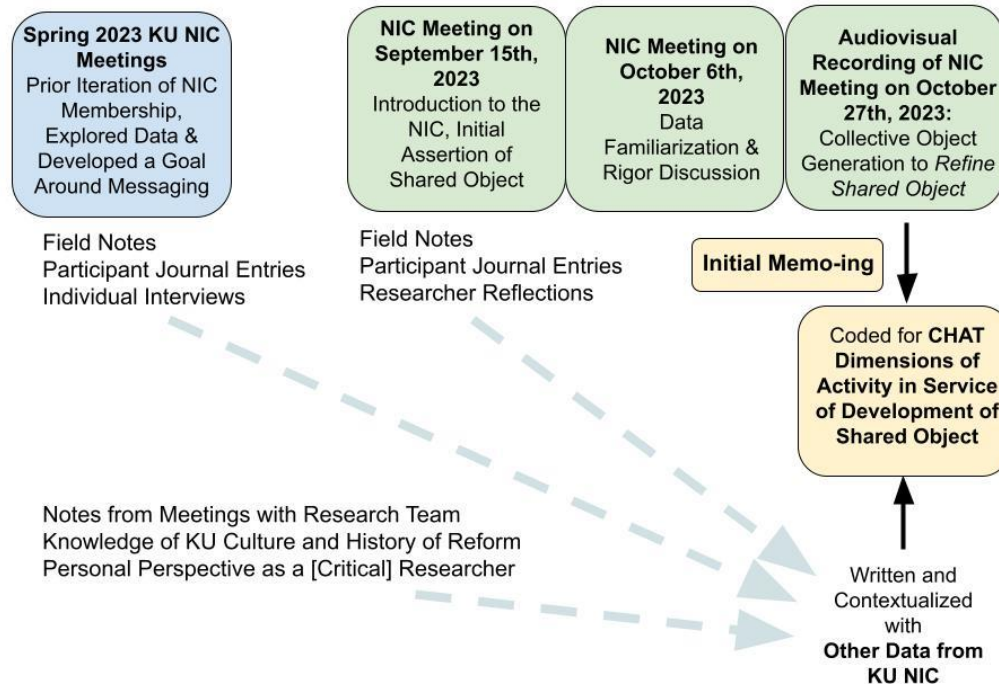 Spring 2023 KU NIC
Meetings
Prior Iteration of NIC
Membership,
Explored Data &
Developed a Goal
Around Messaging
NIC Meeting on
September 15th,
2023
Introduction to the
NIC, Initial
Assertion of
Shared Object
NIC Meeting on
October 6th,
2023
Data
Familiarization &
Rigor Discussion
Audiovisual
Recording of NIC
Meeting on October
27th, 2023:
Collective Object
Generation to Refine
Shared Object
Field Notes
Participant Journal Entries
Individual Interviews
Field Notes
Participant Journal Entries
Researcher Reflections
Initial Memo-ing
Coded for CHAT
Dimensions of
Activity in Service
of Development of
Shared Object
Notes from Meetings with Research Team
Knowledge of KU Culture and History of Reform
Personal Perspective as a [Critical] Researcher
Written and
Contextualized
with
Other Data from
KU NIC